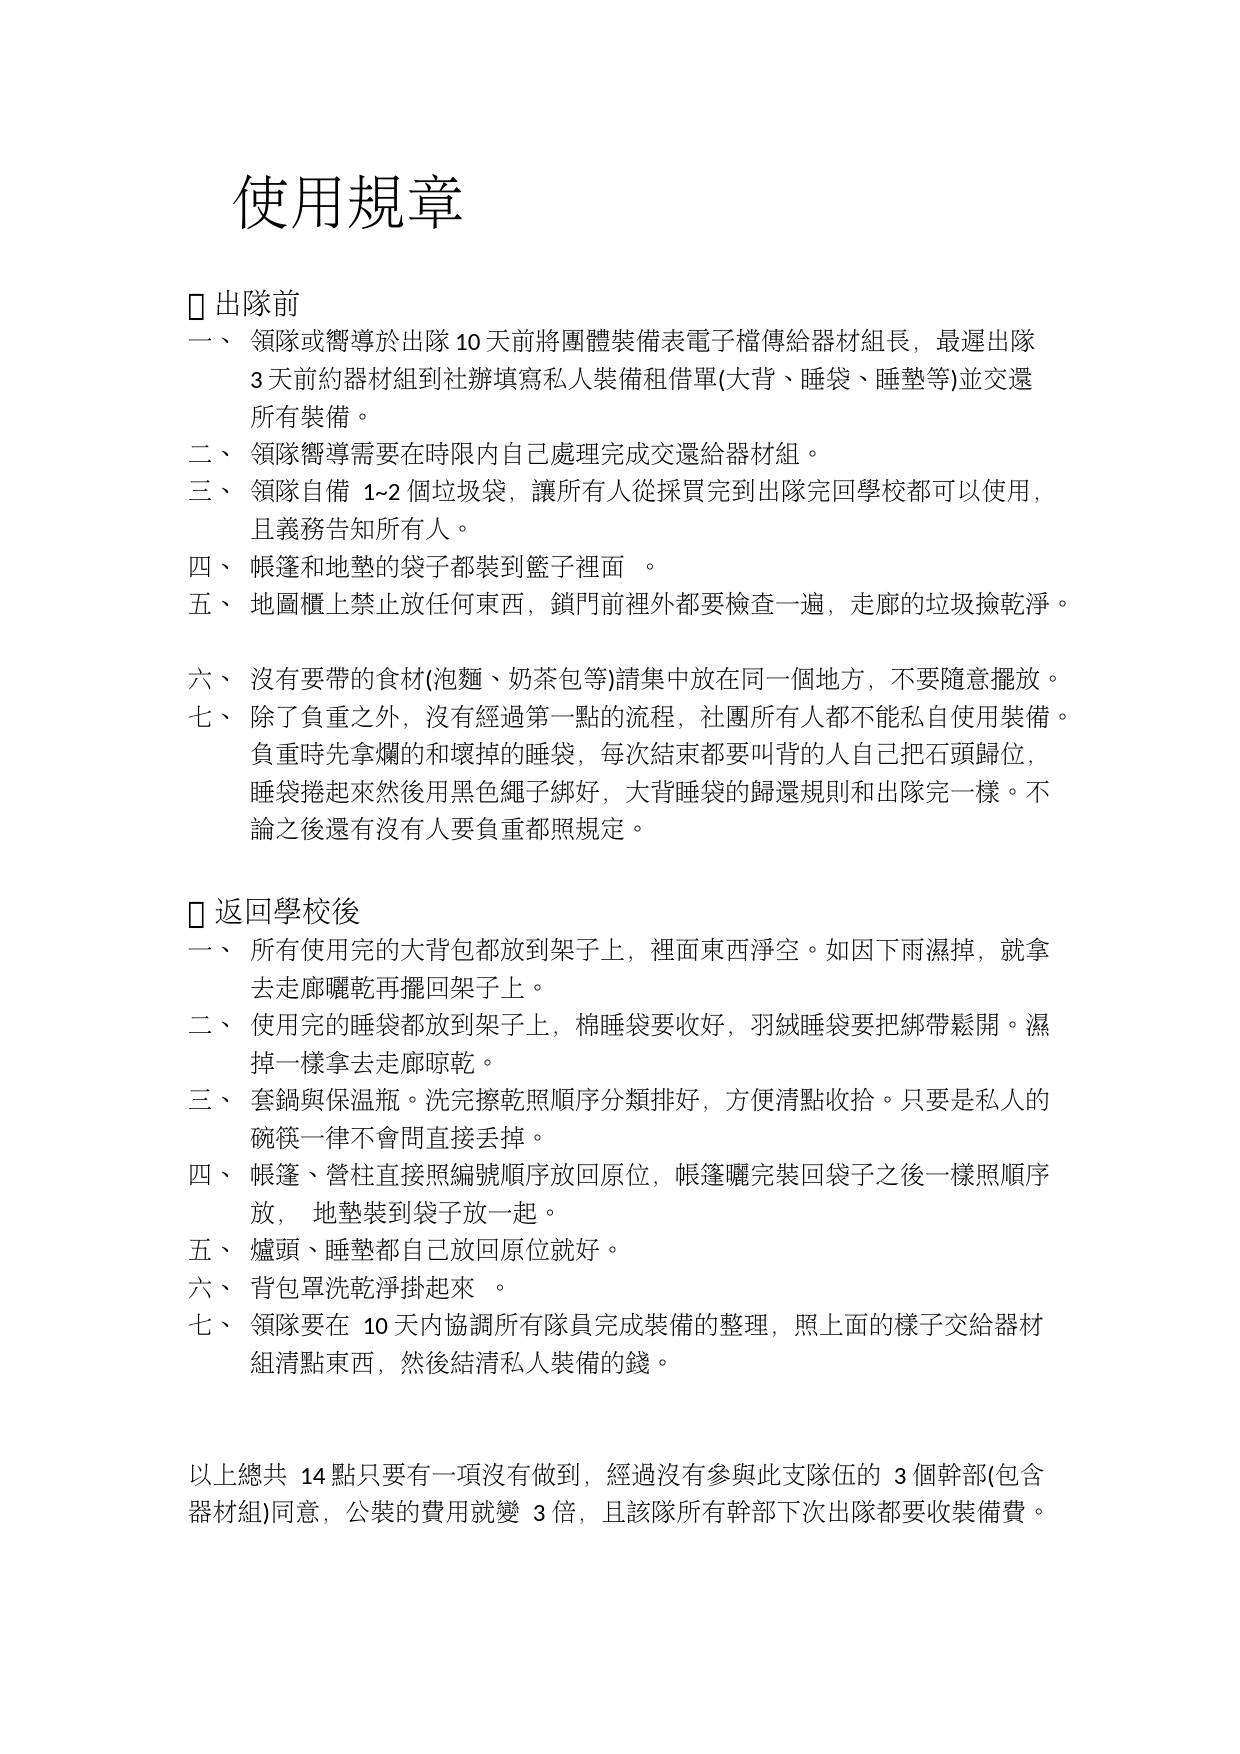 使用規章
出隊前
一、 領隊或嚮導於出隊 10 天前將團體裝備表電子檔傳給器材組長，最遲出隊
3 天前約器材組到社辦填寫私人裝備租借單(大背、睡袋、睡墊等)並交還
所有裝備。
二、 領隊嚮導需要在時限內自己處理完成交還給器材組。
三、 領隊自備 1~2 個垃圾袋，讓所有人從採買完到出隊完回學校都可以使用，
且義務告知所有人。
四、 帳篷和地墊的袋子都裝到籃子裡面 。
五、 地圖櫃上禁止放任何東西，鎖門前裡外都要檢查一遍，走廊的垃圾撿乾淨。
六、 沒有要帶的食材(泡麵、奶茶包等)請集中放在同一個地方，不要隨意擺放。
七、 除了負重之外，沒有經過第一點的流程，社團所有人都不能私自使用裝備。
負重時先拿爛的和壞掉的睡袋，每次結束都要叫背的人自己把石頭歸位，
睡袋捲起來然後用黑色繩子綁好，大背睡袋的歸還規則和出隊完一樣。不
論之後還有沒有人要負重都照規定。
返回學校後
一、 所有使用完的大背包都放到架子上，裡面東西淨空。如因下雨濕掉，就拿
去走廊曬乾再擺回架子上。
二、 使用完的睡袋都放到架子上，棉睡袋要收好，羽絨睡袋要把綁帶鬆開。濕
掉一樣拿去走廊晾乾。
三、 套鍋與保溫瓶。洗完擦乾照順序分類排好，方便清點收拾。只要是私人的
碗筷一律不會問直接丟掉。
四、 帳篷、營柱直接照編號順序放回原位，帳篷曬完裝回袋子之後一樣照順序
放， 地墊裝到袋子放一起。
五、 爐頭、睡墊都自己放回原位就好。
六、 背包罩洗乾淨掛起來 。
七、 領隊要在 10 天內協調所有隊員完成裝備的整理，照上面的樣子交給器材
組清點東西，然後結清私人裝備的錢。
以上總共 14 點只要有一項沒有做到，經過沒有參與此支隊伍的 3 個幹部(包含
器材組)同意，公裝的費用就變 3 倍，且該隊所有幹部下次出隊都要收裝備費。